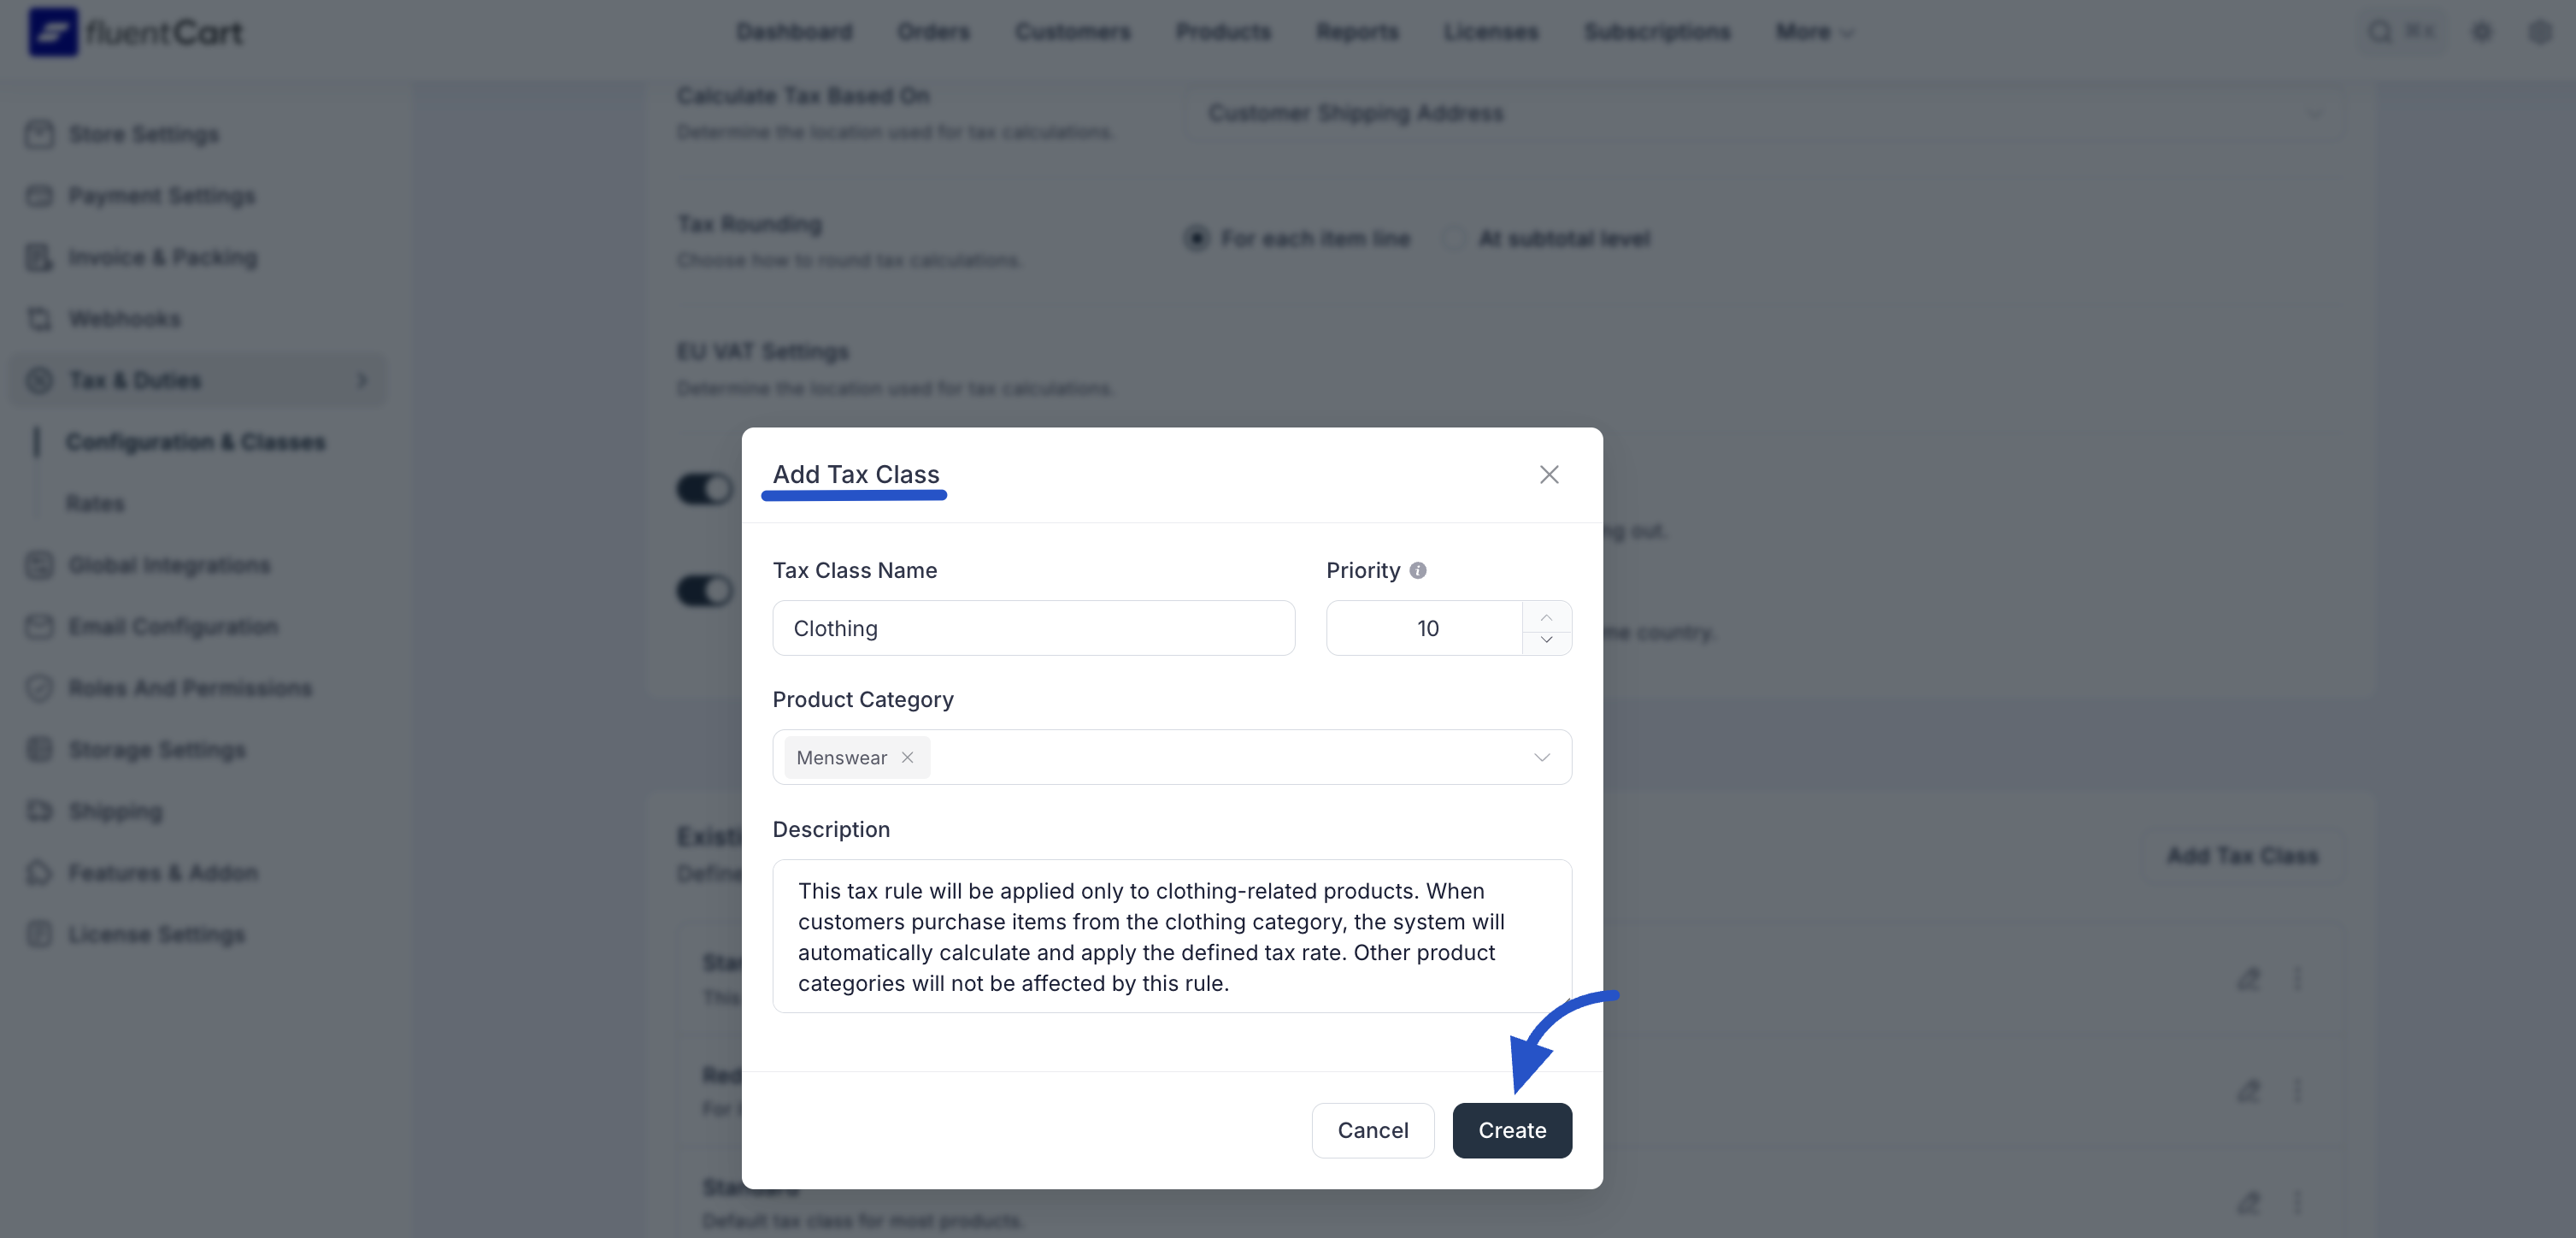 fluentCart
Dashboard Orders Customers Products Reports Licenses Subscriptions More
⌘K
Store Settings
Payment Settings
Invoice & Packing
Webhooks
Tax & Duties
Configuration & Classes
Rates
Global Integrations
Email Configuration
Roles And Permissions
Storage Settings
Shipping
Features & Addon
License Settings
Calculate Tax Based On
Determine the location used for tax calculations.
Customer Shipping Address
Tax Rounding
Choose how to round tax calculations.
For each item line At subtotal level
EU VAT Settings
Determine the location used for tax calculations.
out.
country.
Add Tax Class
Add Tax Class
Tax Class Name
Clothing
Priority
10
Product Category
Menswear
Description
This tax rule will be applied only to clothing-related products. When
customers purchase items from the clothing category, the system will
automatically calculate and apply the defined tax rate. Other product
categories will not be affected by this rule.
Cancel Create
This
For
Standard
Default tax class for most products.